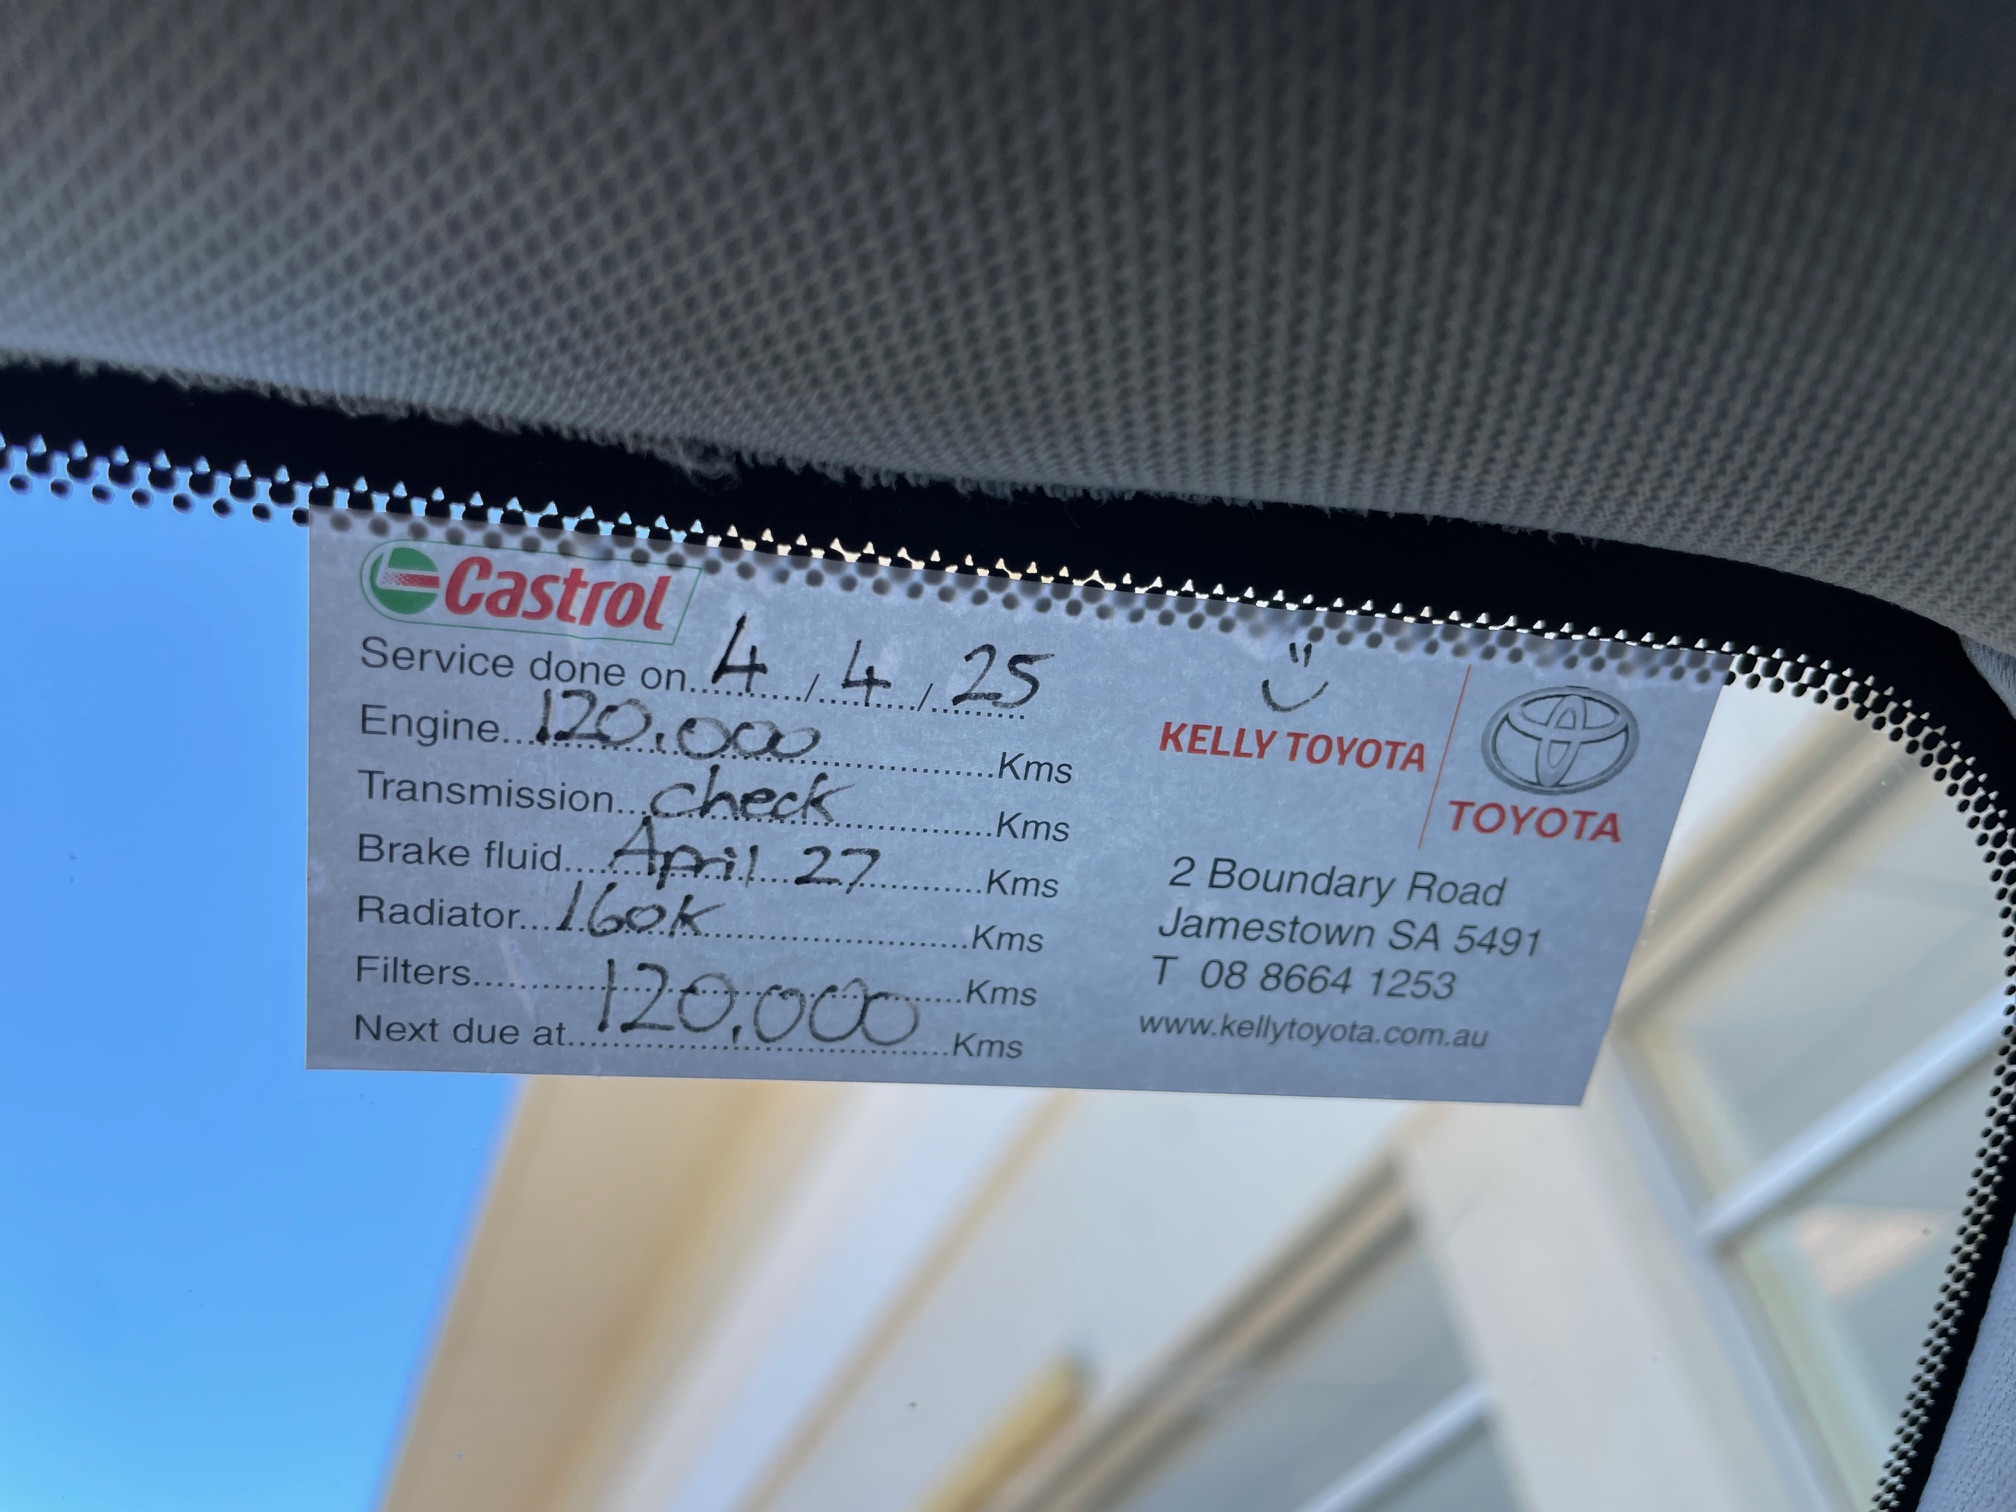 Castrol
Service done on 4 / 4 / 25
Engine 120,000 Kms
Transmission check Kms
Brake fluid April 27 Kms
Radiator 160K Kms
Filters Kms
Next due at 120,000 Kms
KELLY TOYOTA
TOYOTA
2 Boundary Road
Jamestown SA 5491
T 08 8664 1253
www.kellytoyota.com.au